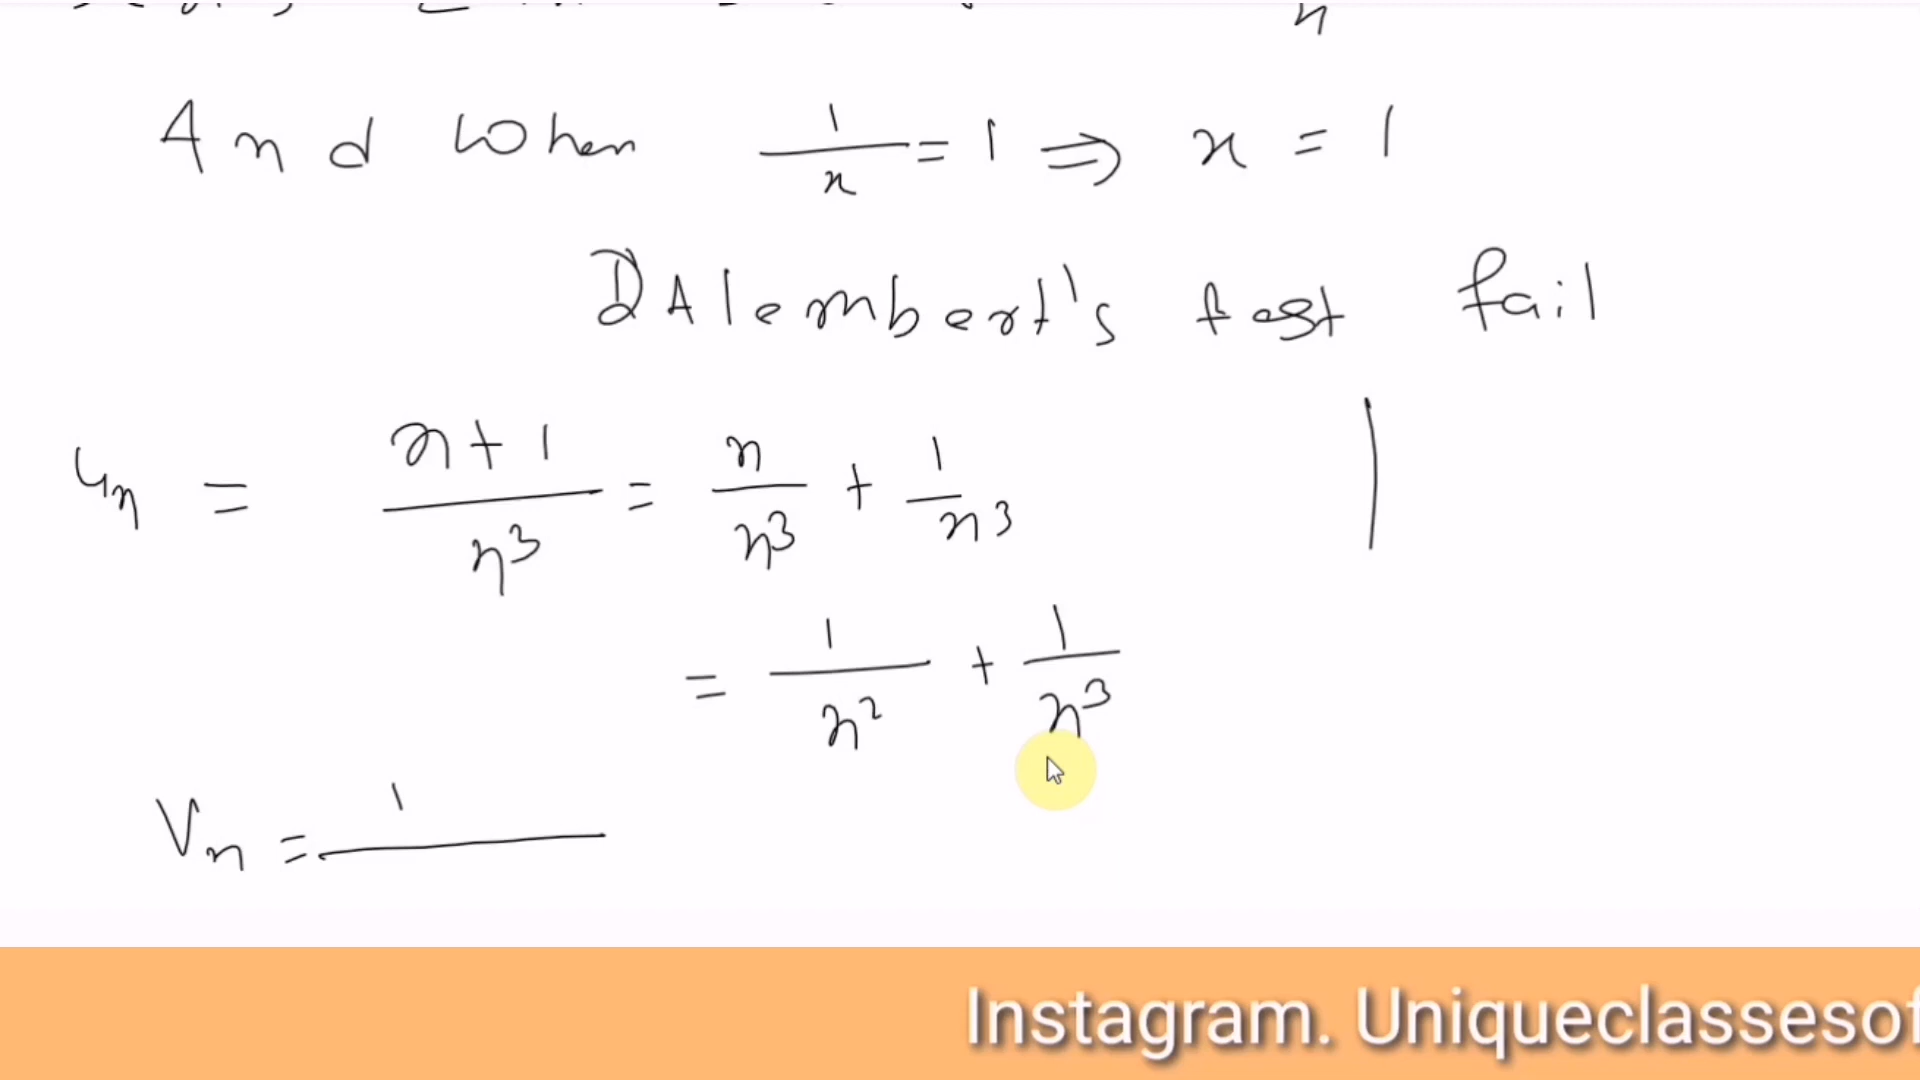 And when 1/x = 1 ⇒ x = 1
DAlembert's test fail
un = n+1/n³ = n/n³ + 1/n³
= 1/n² + 1/n³
Vn = 1/
Instagram. Uniqueclassesof